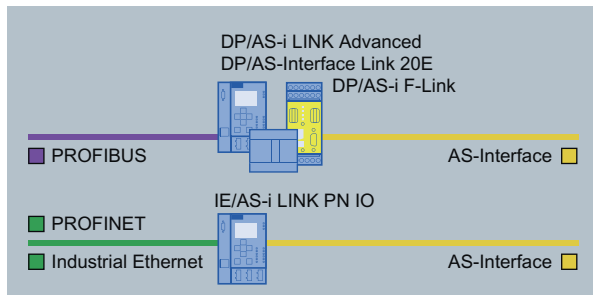 DP/AS-i LINK Advanced
DP/AS-Interface Link 20E
DP/AS-i F-Link
PROFIBUS
AS-Interface
IE/AS-i LINK PN IO
PROFINET
Industrial Ethernet
AS-Interface